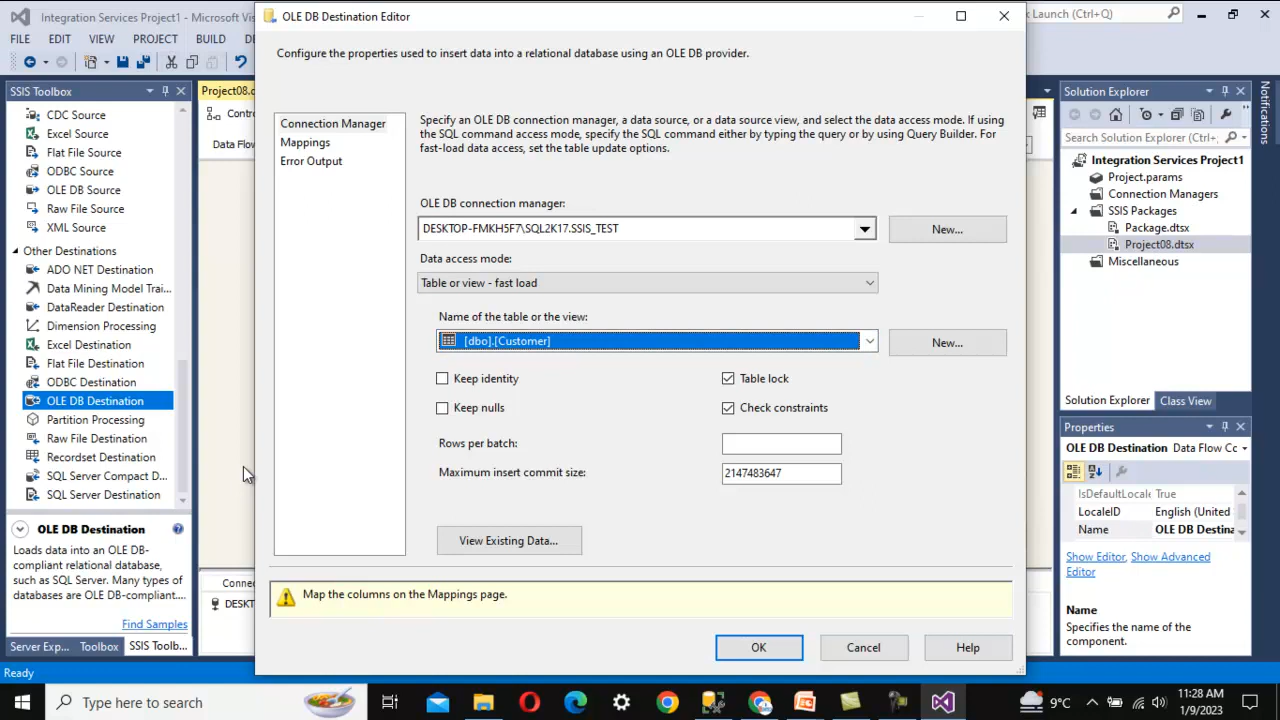 Integration Services Project1 - Microsoft Vis
OLE DB Destination Editor
Launch (Ctrl+Q)
FILE EDIT VIEW PROJECT BUILD
Configure the properties used to insert data into a relational database using an OLE DB provider.
SSIS Toolbox
CDC Source
Excel Source
Flat File Source
ODBC Source
OLE DB Source
Raw File Source
XML Source
Other Destinations
ADO NET Destination
Data Mining Model Trai...
DataReader Destination
Dimension Processing
Excel Destination
Flat File Destination
ODBC Destination
OLE DB Destination
Partition Processing
Raw File Destination
Recordset Destination
SQL Server Compact D...
SQL Server Destination
OLE DB Destination
Loads data into an OLE DB-
compliant relational database,
such as SQL Server. Many types of
databases are OLE DB-compliant....
Find Samples
Server Exp... Toolbox SSIS Toolb...
Project08.d
Contr
Data Flow
Connec
DESKT
Connection Manager
Mappings
Error Output
Specify an OLE DB connection manager, a data source, or a data source view, and select the data access mode. If using
the SQL command access mode, specify the SQL command either by typing the query or by using Query Builder. For
fast-load data access, set the table update options.
OLE DB connection manager:
DESKTOP-FMKH5F7\SQL2K17.SSIS_TEST
New...
Data access mode:
Table or view - fast load
Name of the table or the view:
[dbo].[Customer]
New...
Keep identity
Table lock
Keep nulls
Check constraints
Rows per batch:
Maximum insert commit size:
2147483647
View Existing Data...
Map the columns on the Mappings page.
OK Cancel Help
Solution Explorer
Search Solution Explorer (Ctrl+;
Integration Services Project1
Project.params
Connection Managers
SSIS Packages
Package.dtsx
Project08.dtsx
Miscellaneous
Solution Explorer Class View
Properties
OLE DB Destination Data Flow Cc
IsDefaultLocale True
LocaleID English (United
Name OLE DB Destina
Show Editor, Show Advanced
Editor
Name
Specifies the name of the
component.
Notifications
Ready
Type here to search
9°C
11:28 AM
1/9/2023